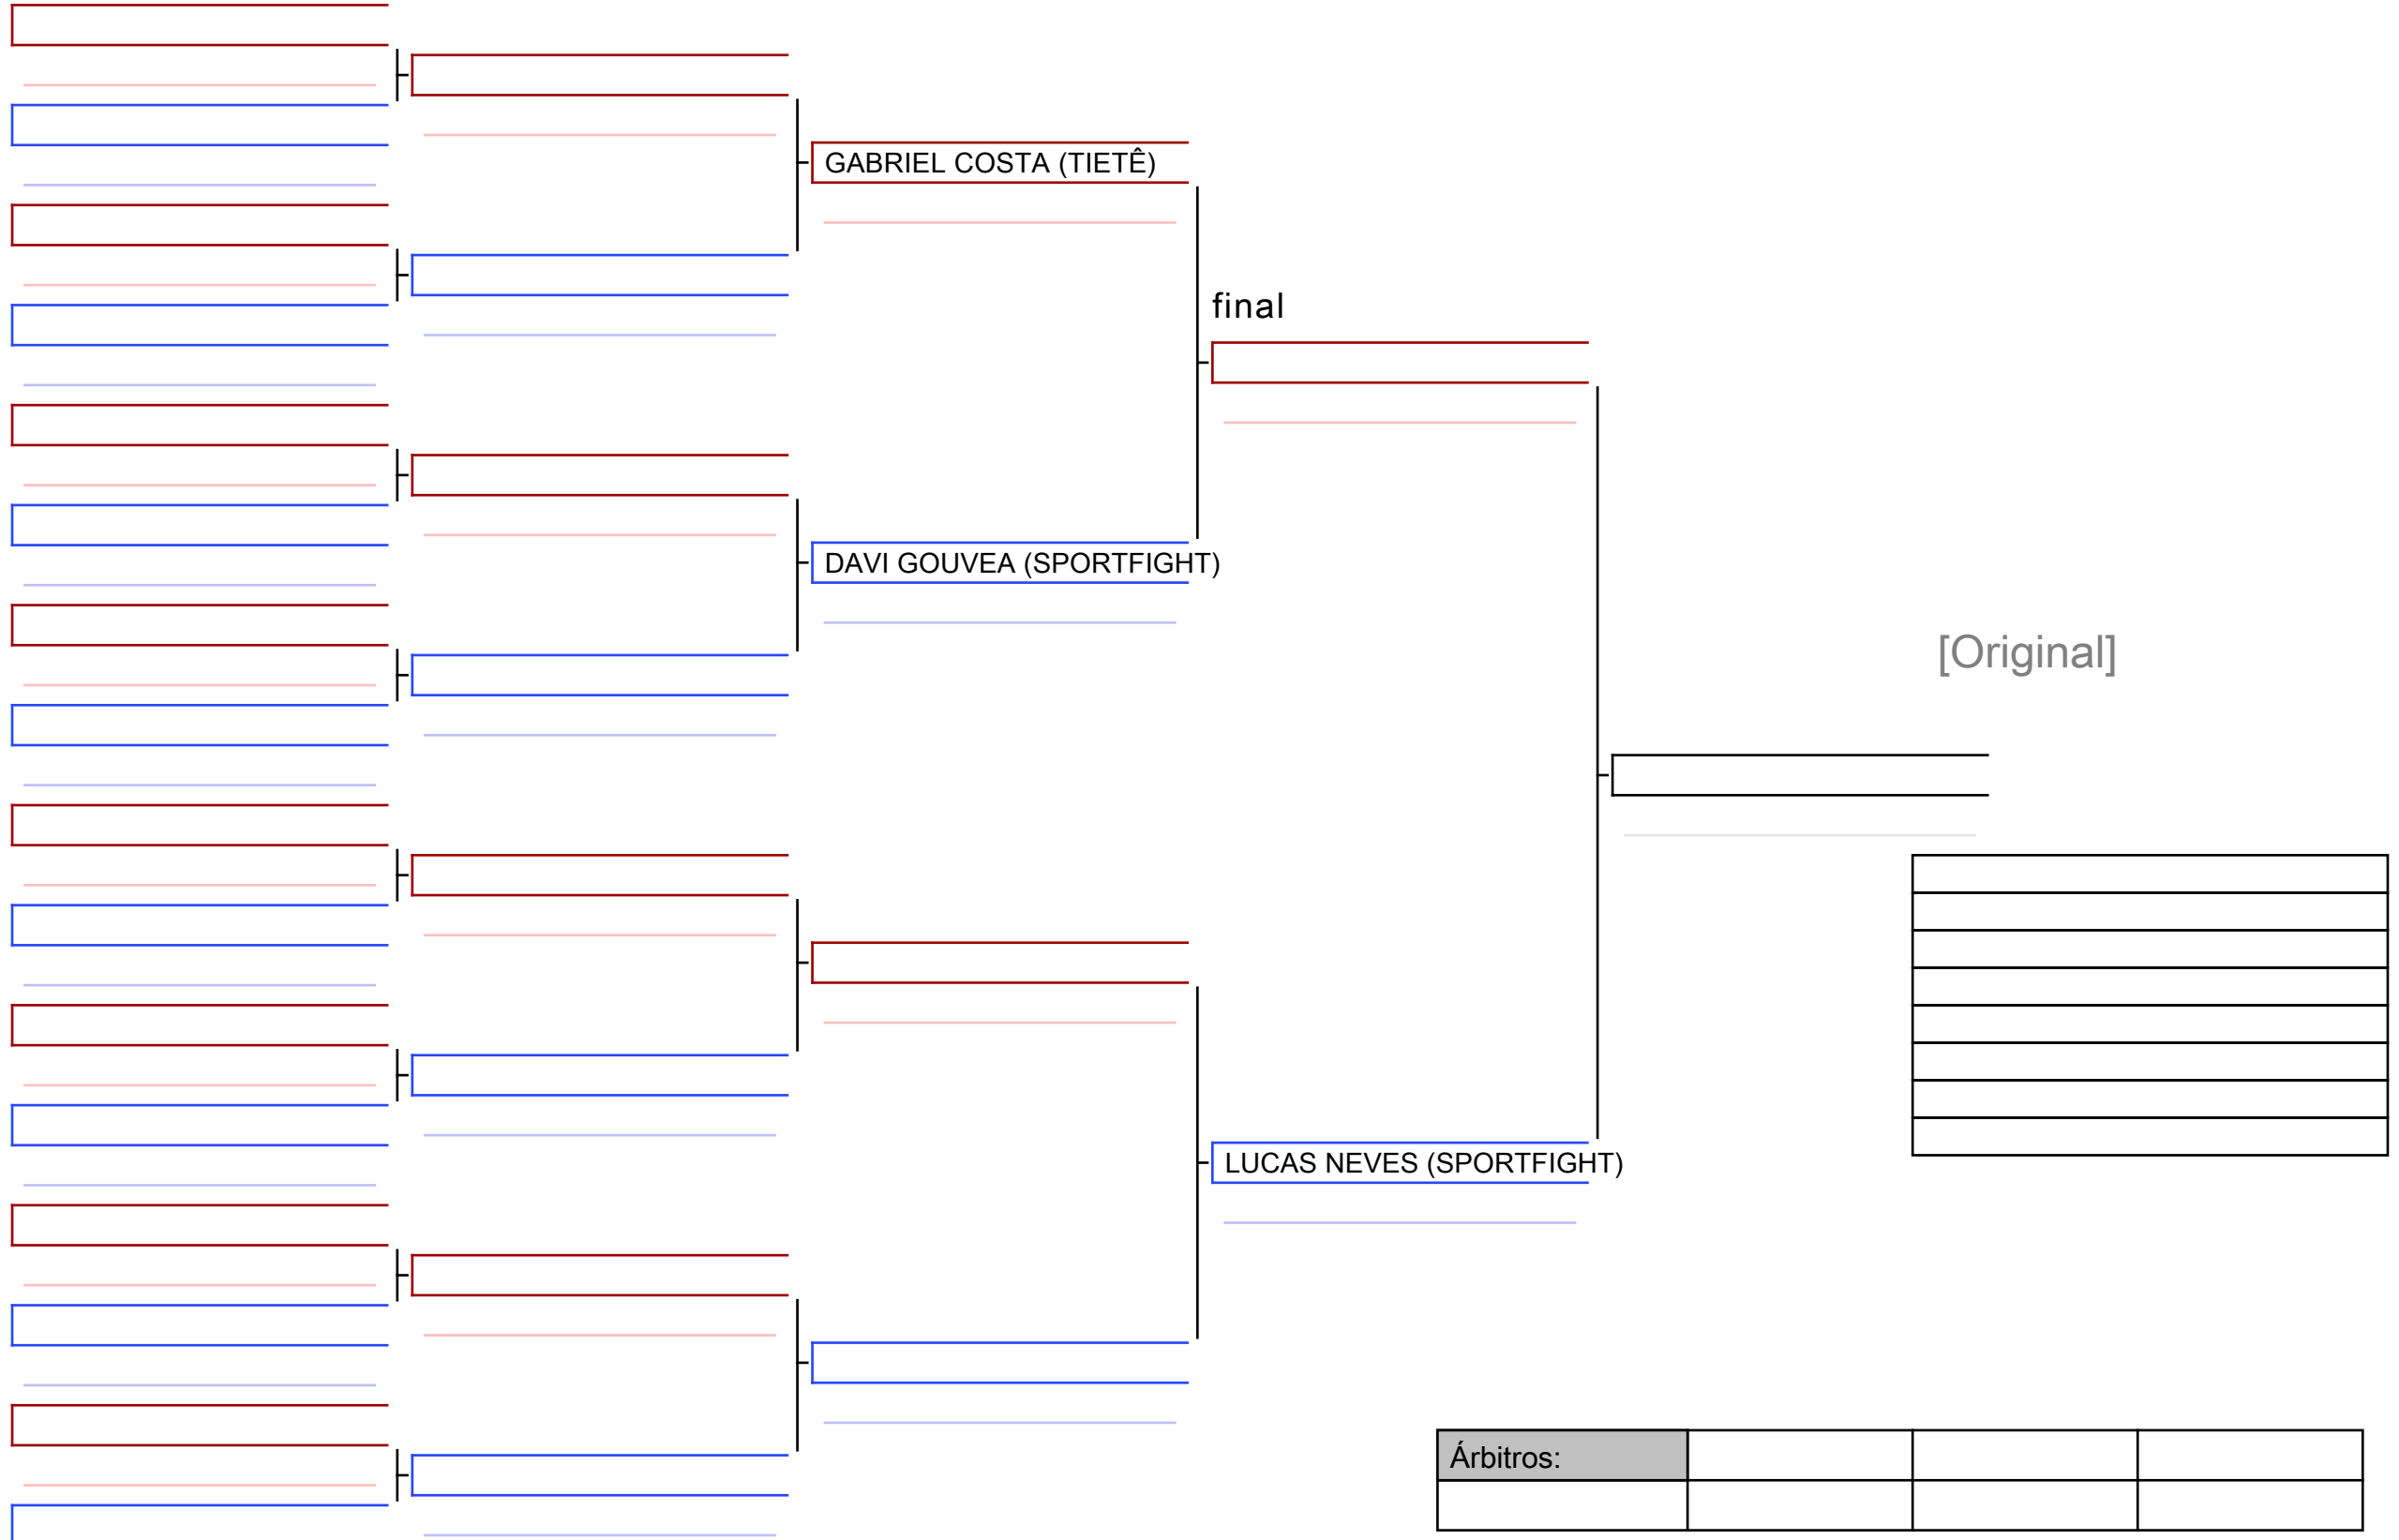 GABRIEL COSTA (TIETÊ)
final
DAVI GOUVEA (SPORTFIGHT)
[Original]
LUCAS NEVES (SPORTFIGHT)
Árbitros: